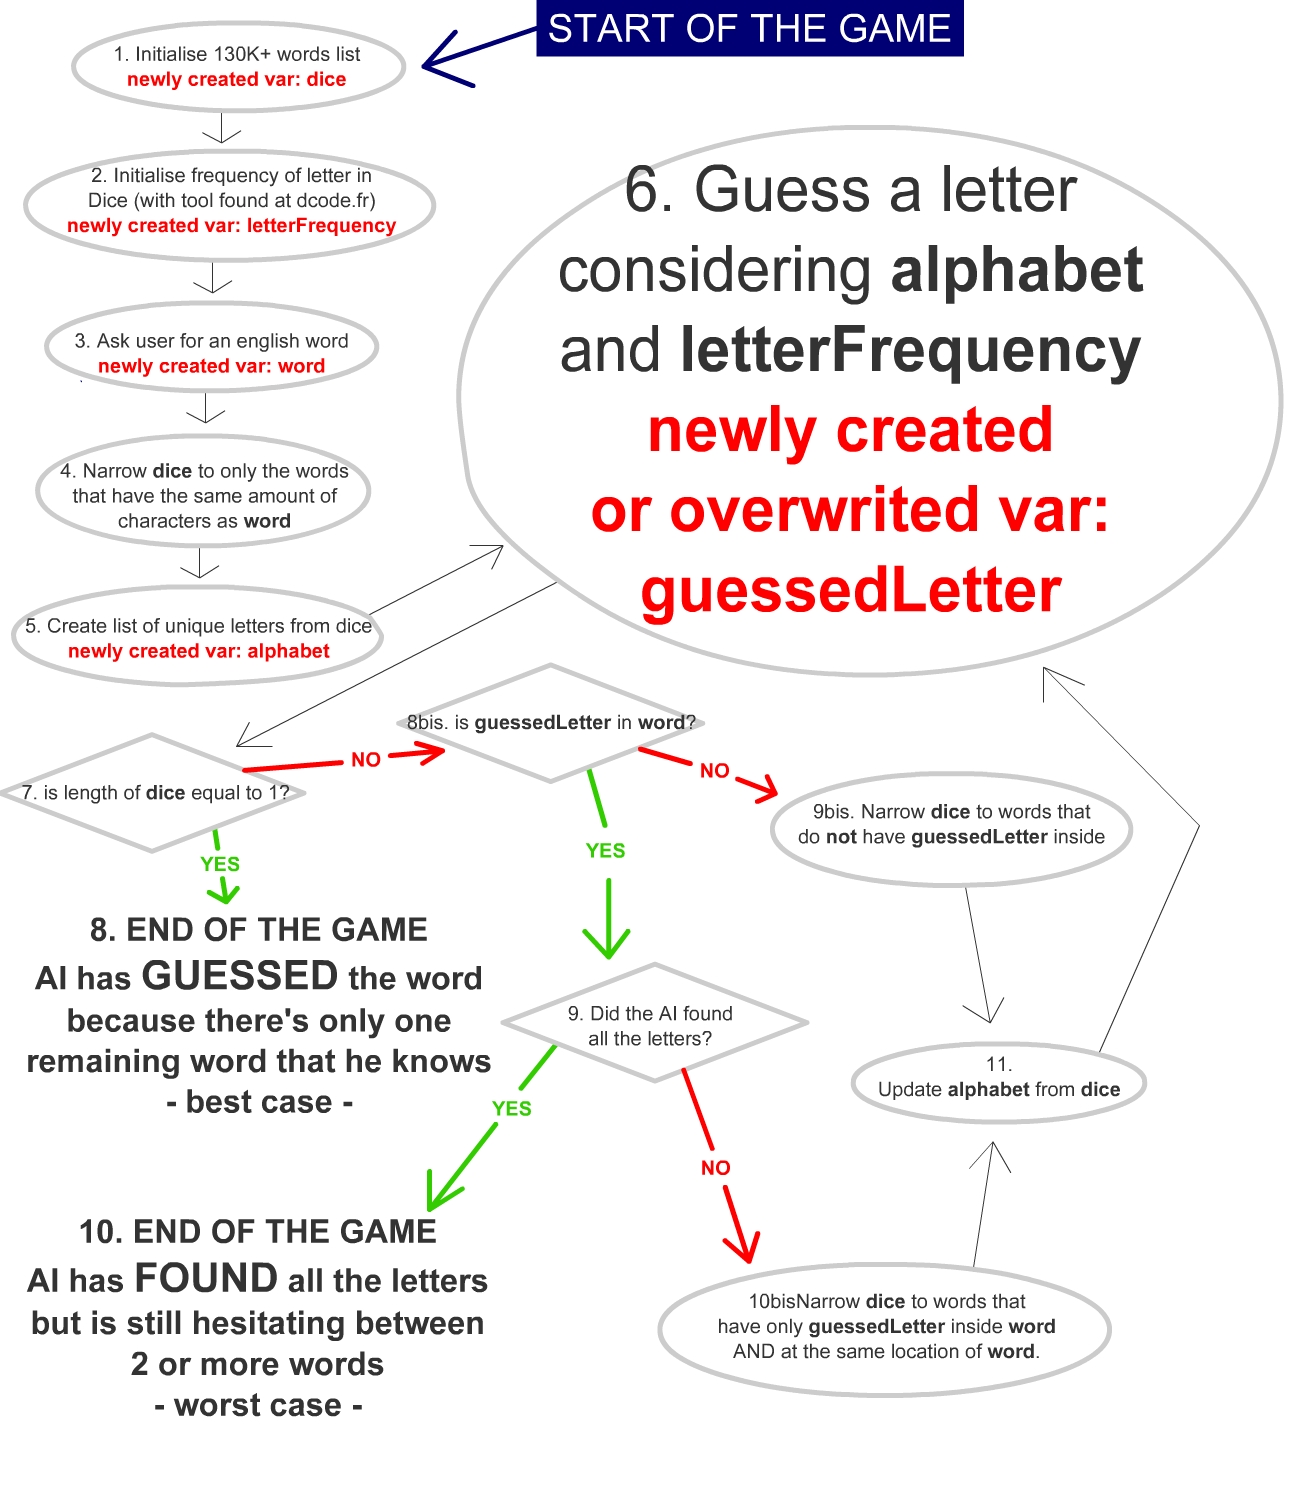 START OF THE GAME
1. Initialise 130K+ words list
newly created var: dice
2. Initialise frequency of letter in
Dice (with tool found at dcode.fr)
newly created var: letterFrequency
3. Ask user for an english word
newly created var: word
4. Narrow dice to only the words
that have the same amount of
characters as word
5. Create list of unique letters from dice
newly created var: alphabet
6. Guess a letter
considering alphabet
and letterFrequency
newly created
or overwrited var:
guessedLetter
7. is length of dice equal to 1?
NO
YES
8bis. is guessedLetter in word?
NO
YES
8. END OF THE GAME
AI has GUESSED the word
because there's only one
remaining word that he knows
- best case -
9bis. Narrow dice to words that
do not have guessedLetter inside
9. Did the AI found
all the letters?
YES
NO
10. END OF THE GAME
AI has FOUND all the letters
but is still hesitating between
2 or more words
- worst case -
11.
Update alphabet from dice
10bisNarrow dice to words that
have only guessedLetter inside word
AND at the same location of word.